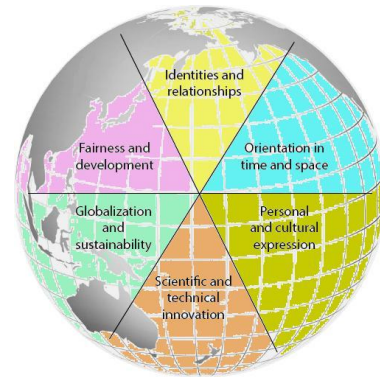 Identities and
relationships
Fairness and
development
Orientation in
time and space
Globalization
and
sustainability
Personal
and cultural
expression
Scientific and
technical
innovation